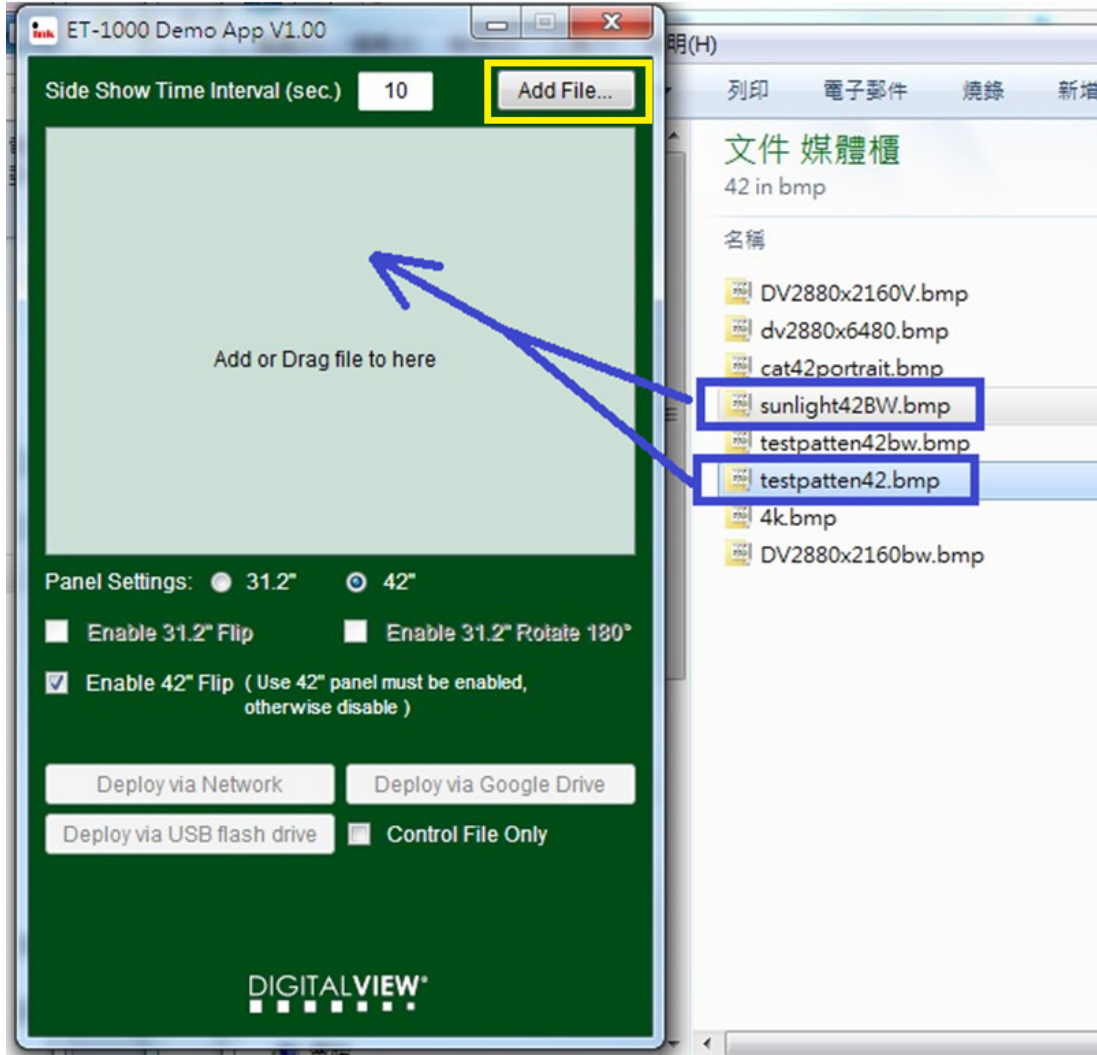 ink ET-1000 Demo App V1.00
Side Show Time Interval (sec.) 10 Add File...
Add or Drag file to here
Panel Settings: 31.2" 42"
Enable 31.2" Flip Enable 31.2" Rotate 180°
Enable 42" Flip ( Use 42" panel must be enabled,
otherwise disable )
Deploy via Network Deploy via Google Drive
Deploy via USB flash drive Control File Only
DIGITALVIEW®
明(H)
列印 電子郵件 燒錄 新增
文件 媒體櫃
42 in bmp
名稱
DV2880x2160V.bmp
dv2880x6480.bmp
cat42portrait.bmp
sunlight42BW.bmp
testpatten42bw.bmp
testpatten42.bmp
4k.bmp
DV2880x2160bw.bmp